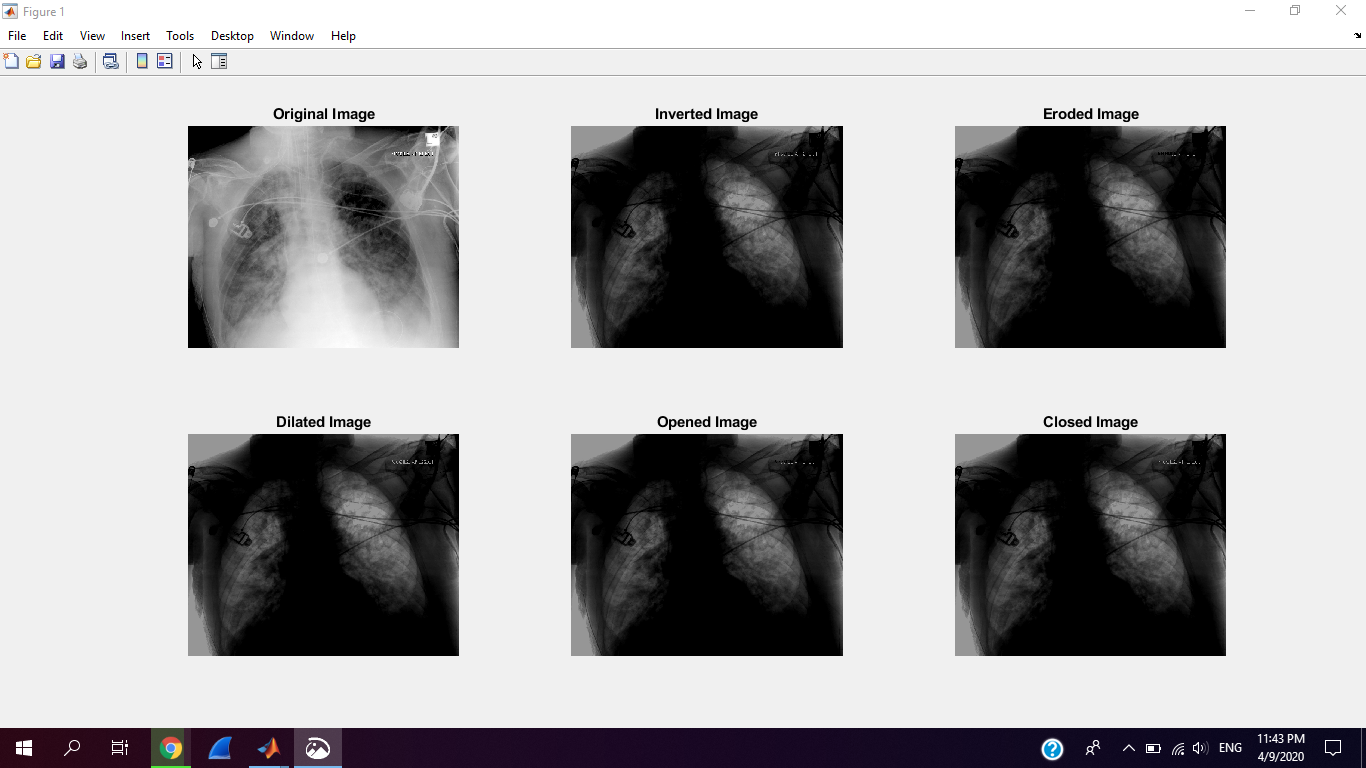 Figure 1
File Edit View Insert Tools Desktop Window Help
Original Image
Inverted Image
Eroded Image
Dilated Image
Opened Image
Closed Image
ENG
11:43 PM
4/9/2020